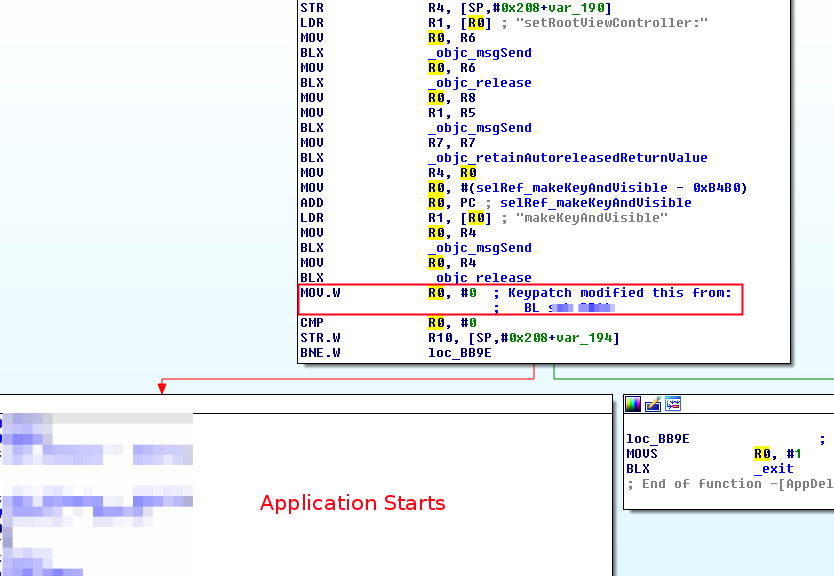 STR R4, [SP,#0x208+var_190]
LDR R1, [R0] ; "setRootViewController:"
MOV R0, R6
BLX _objc_msgSend
MOV R0, R6
BLX _objc_release
MOV R0, R8
MOV R1, R5
BLX _objc_msgSend
MOV R7, R7
BLX _objc_retainAutoreleasedReturnValue
MOV R4, R0
MOV R0, #(selRef_makeKeyAndVisible - 0xB4B0)
ADD R0, PC ; selRef_makeKeyAndVisible
LDR R1, [R0] ; "makeKeyAndVisible"
MOV R0, R4
BLX _objc_msgSend
MOV R0, R4
BLX _objc_release
MOV.W R0, #0 ; Keypatch modified this from:
; BL
CMP R0, #0
STR.W R10, [SP,#0x208+var_194]
BNE.W loc_BB9E
Application Starts
loc_BB9E ;
MOVS R0, #1
BLX _exit
; End of function -[AppDel